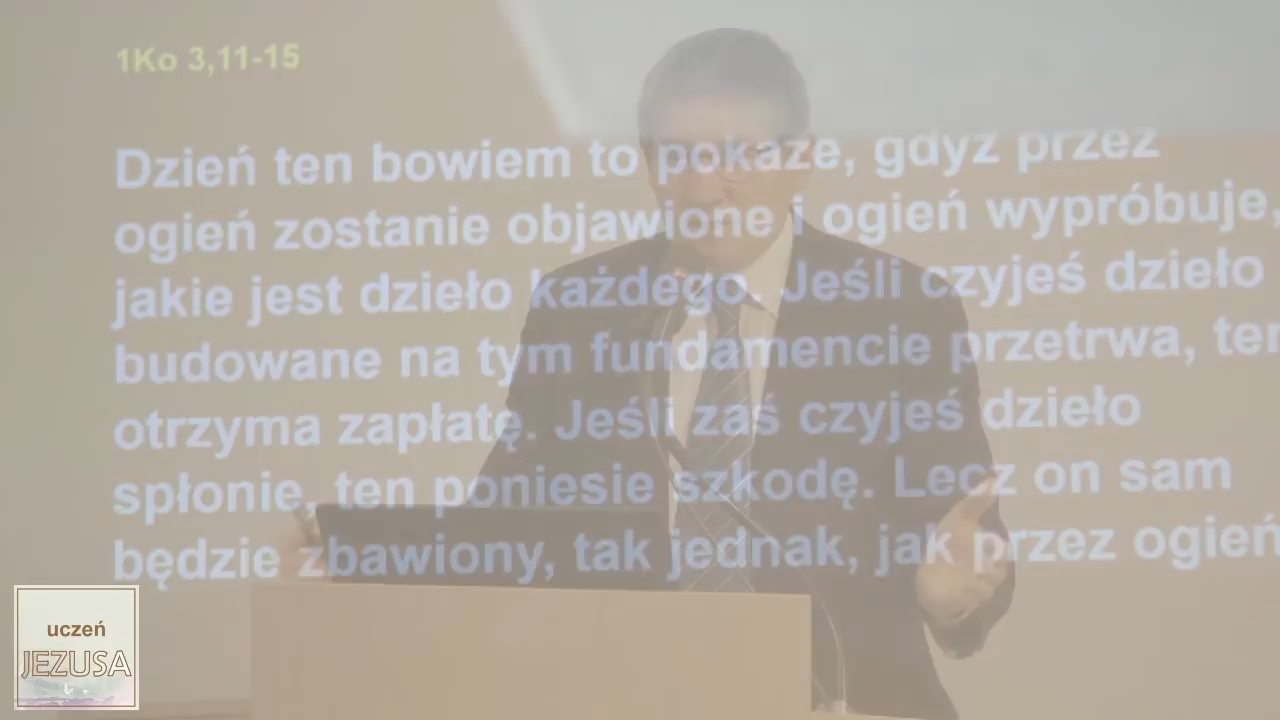 1Ko 3,11-15
Dzień ten bowiem to pokaże, gdyż przez
ogień zostanie objawione i ogień wypróbuje,
jakie jest dzieło każdego. Jeśli czyjeś dzieło
budowane na tym fundamencie przetrwa, ten
otrzyma zapłatę. Jeśli zaś czyjeś dzieło
spłonie, ten poniesie szkodę. Lecz on sam
będzie zbawiony, tak jednak, jak przez ogień
uczeń
JEZUSA